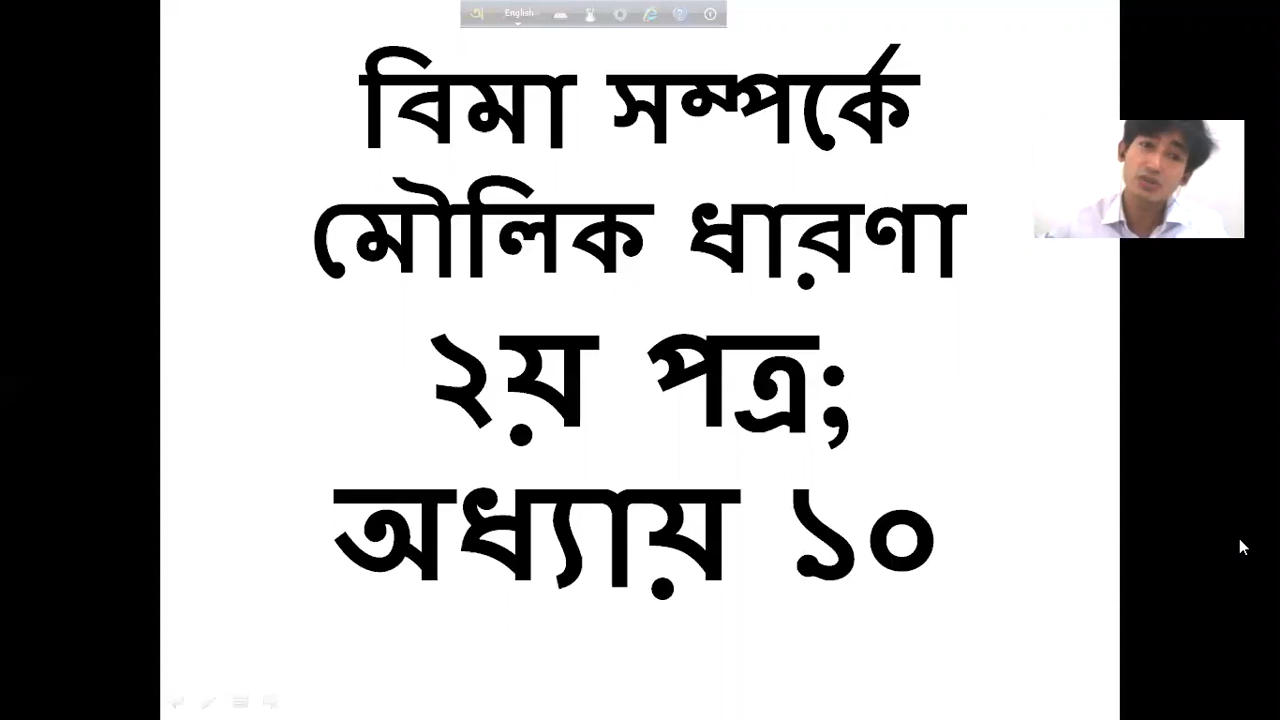 অ English
বিমা সম্পর্কে
মৌলিক ধারণা
২য় পত্র;
অধ্যায় ১০